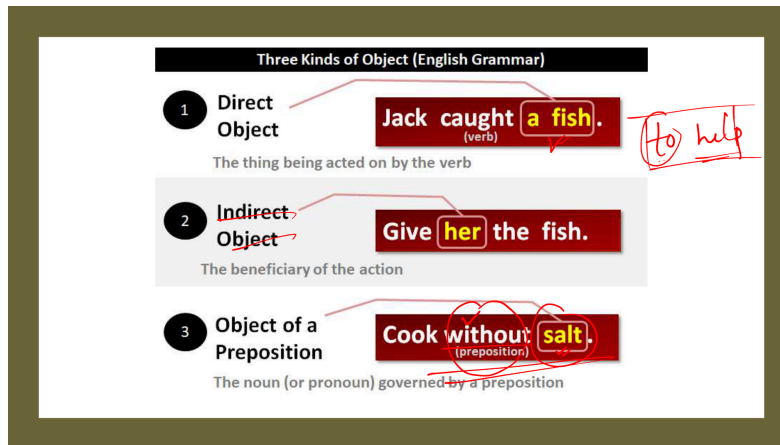 Three Kinds of Object (English Grammar)
1
Direct
Object
Jack caught a fish.
(verb)
The thing being acted on by the verb
to help
2
Indirect
Object
Give her the fish.
The beneficiary of the action
3
Object of a
Preposition
Cook without salt.
(preposition)
The noun (or pronoun) governed by a preposition